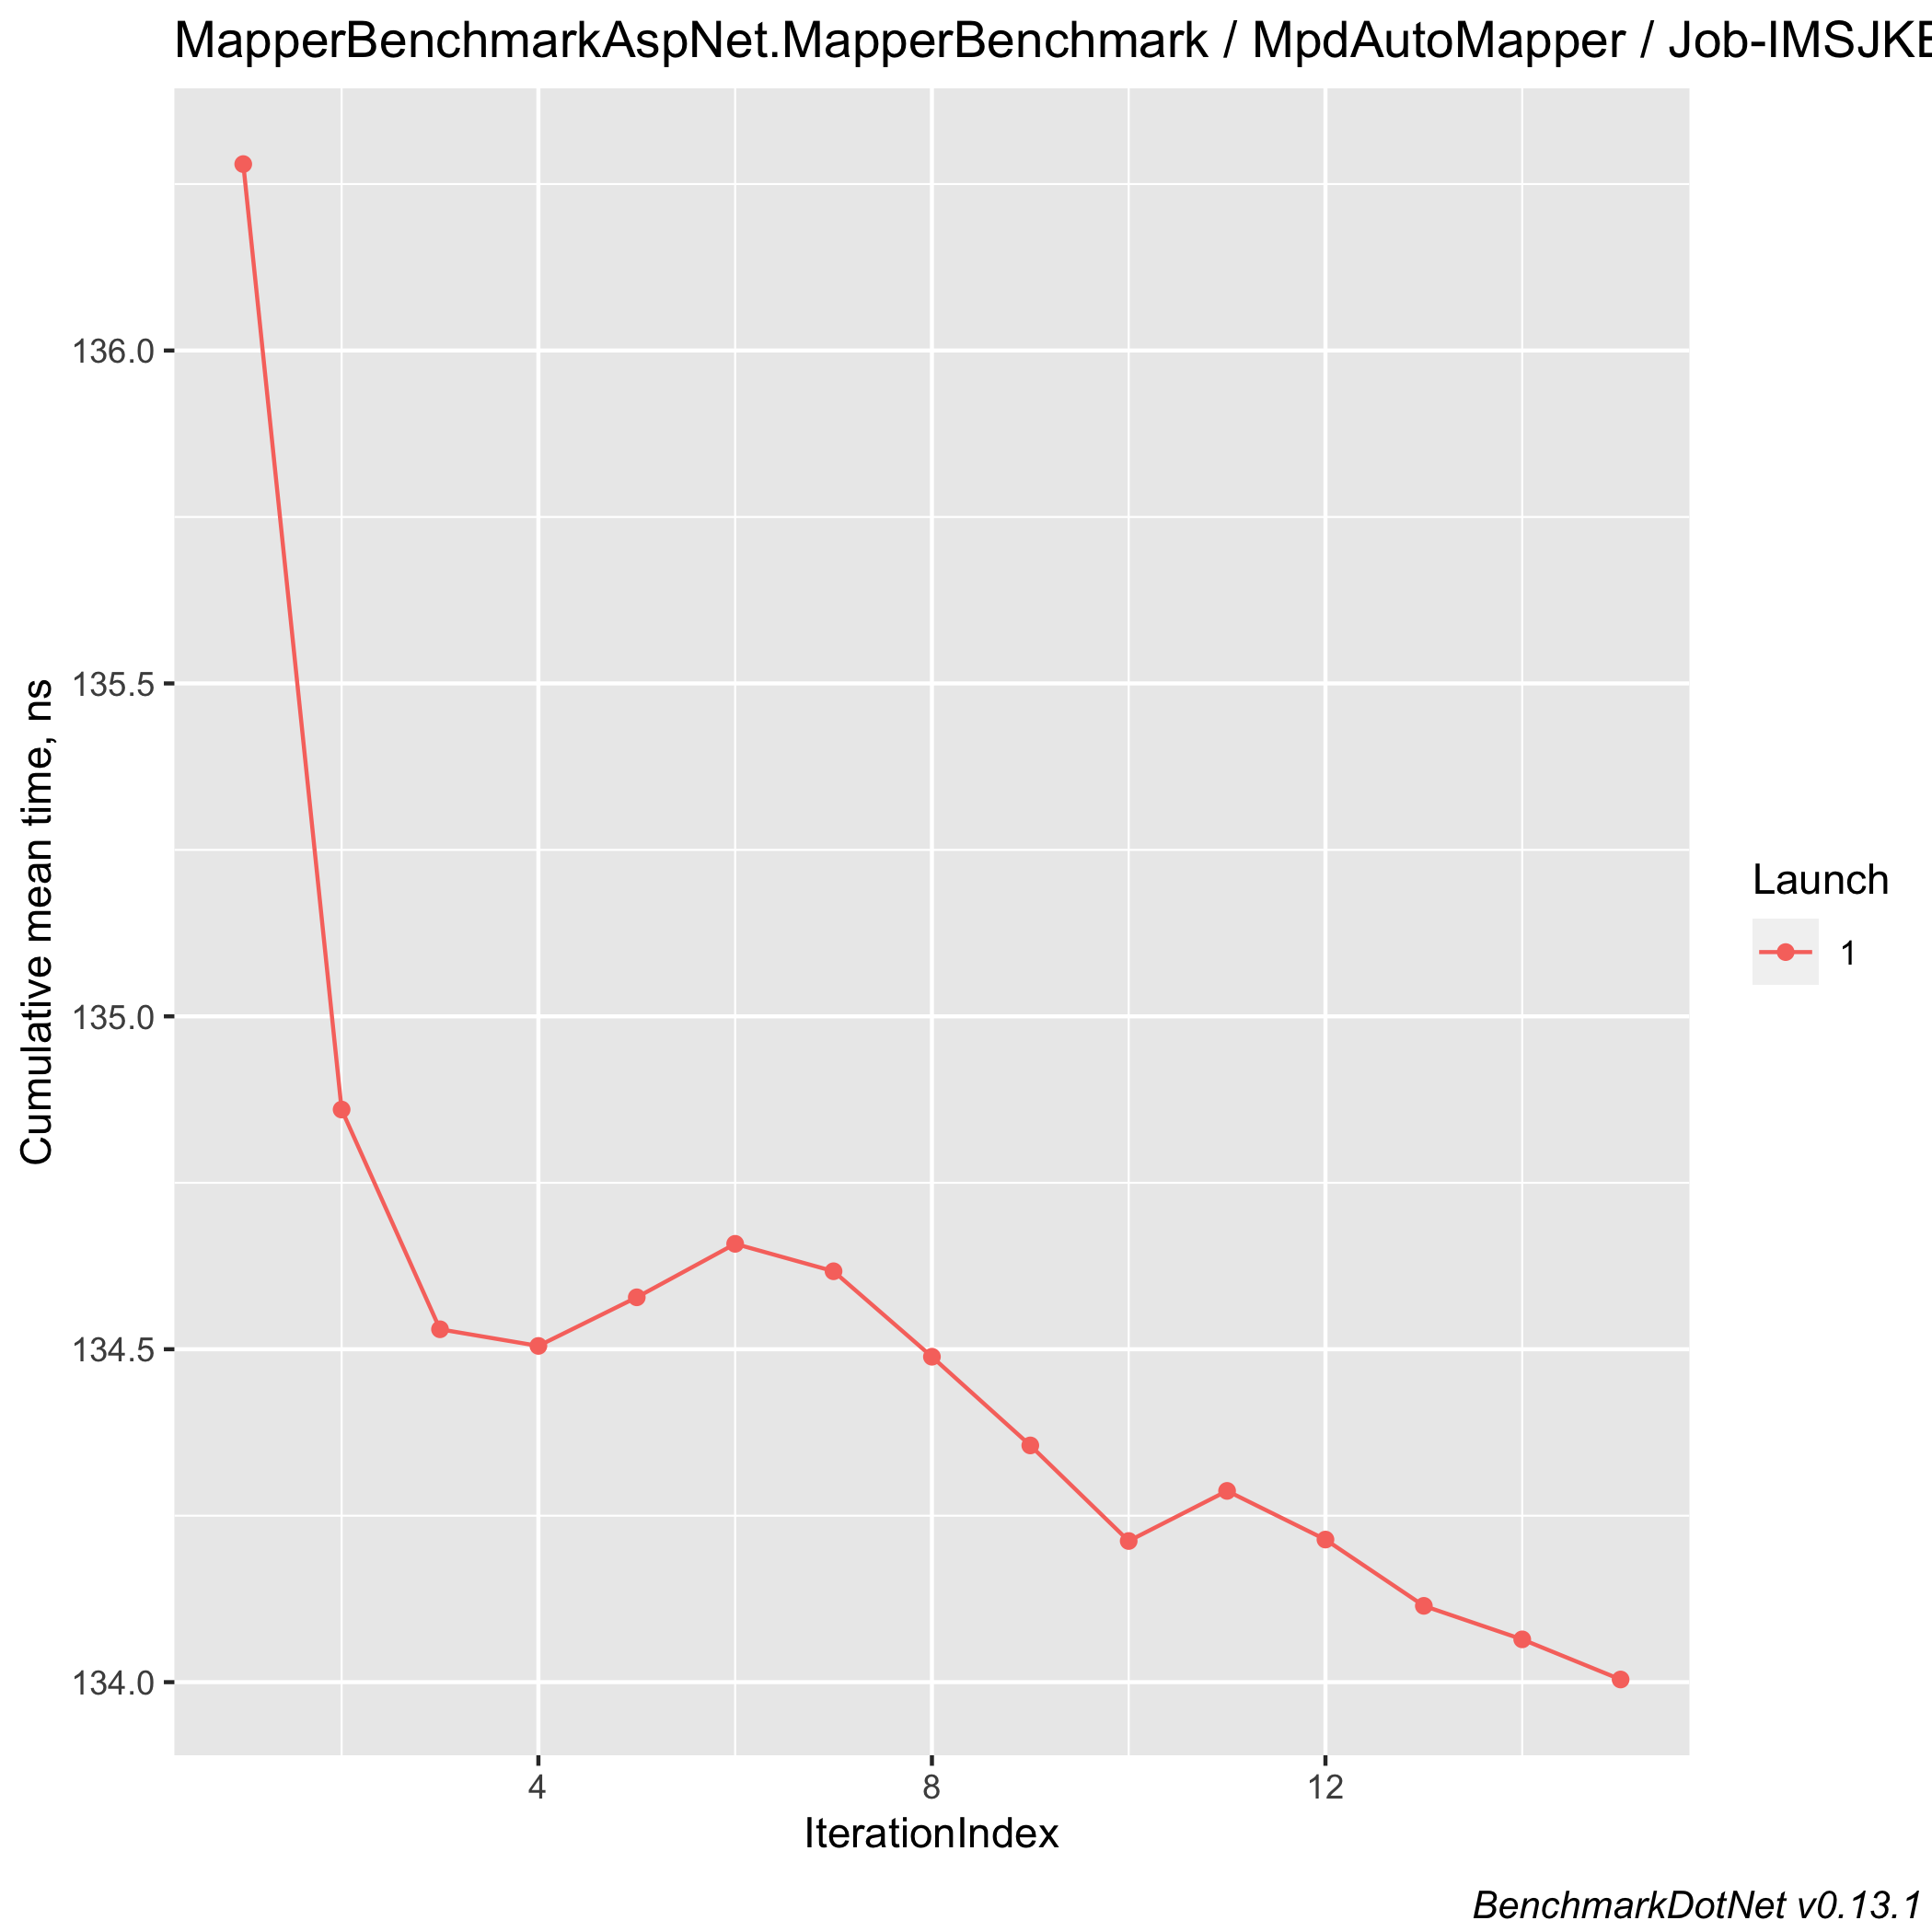 MapperBenchmarkAspNet.MapperBenchmark / MpdAutoMapper / Job-IMSJKE
136.0
135.5
135.0
134.5
134.0
Cumulative mean time, ns
4
8
12
IterationIndex
Launch
1
BenchmarkDotNet v0.13.1